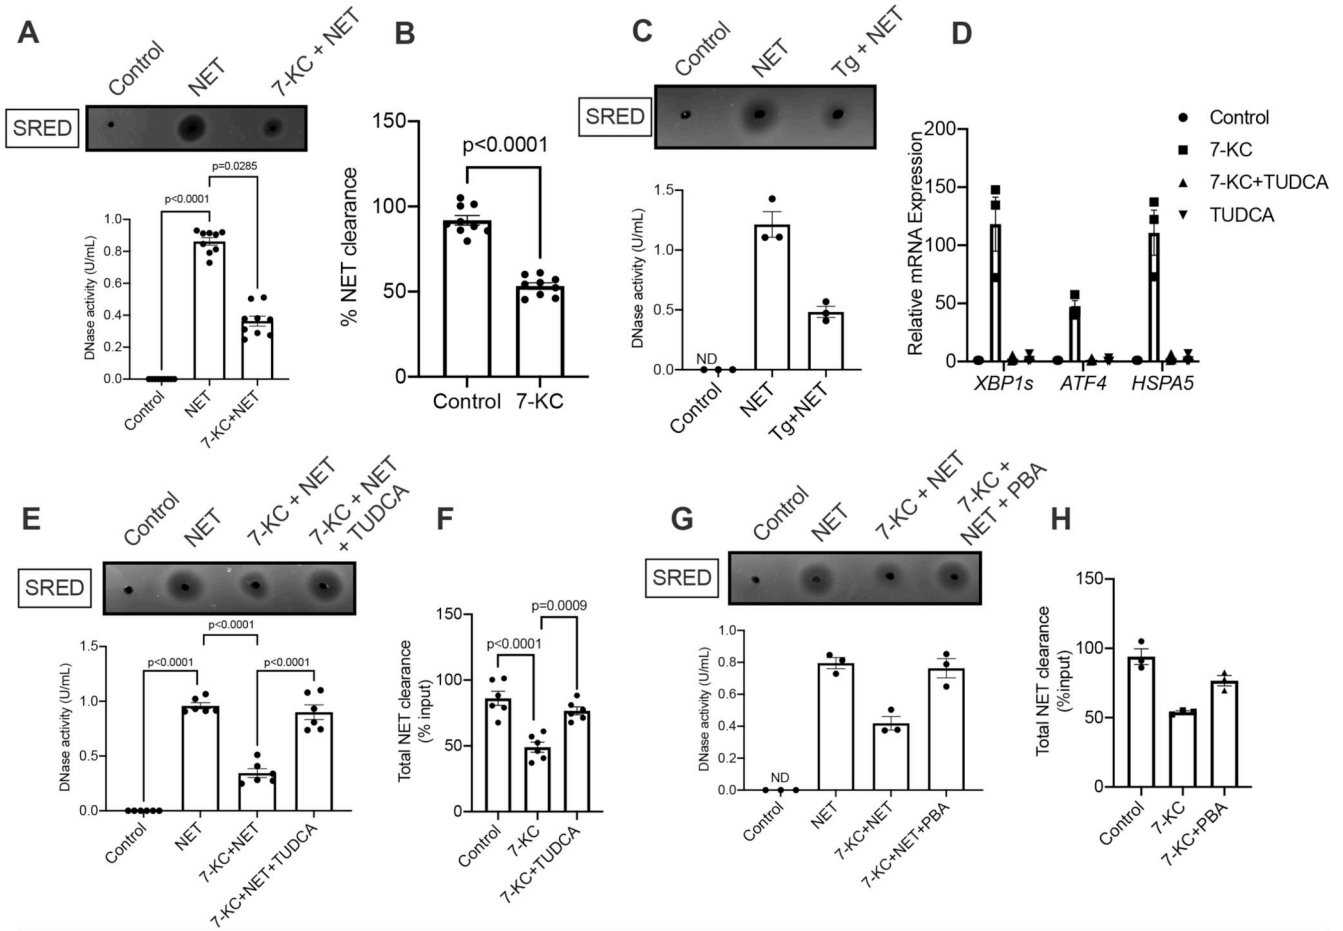 A
Control
NET
7-KC + NET
SRED
p=0.0285
p<0.0001
DNase activity (U/mL)
1.0
0.8
0.6
0.4
0.2
0.0
Control
NET
7-KC+NET
B
p<0.0001
% NET clearance
150
100
50
0
Control
7-KC
C
Control
NET
Tg + NET
SRED
DNase activity (U/mL)
1.5
1.0
0.5
0.0
ND
Control
NET
Tg+NET
D
Relative mRNA Expression
200
150
100
50
0
XBP1s
ATF4
HSPA5
Control
7-KC
7-KC+TUDCA
TUDCA
E
Control
NET
7-KC + NET
7-KC + NET
+ TUDCA
SRED
p<0.0001
p<0.0001
p<0.0001
DNase activity (U/mL)
1.5
1.0
0.5
0.0
Control
NET
7-KC+NET
7-KC+NET+TUDCA
F
p=0.0009
p<0.0001
Total NET clearance
(% input)
150
100
50
0
Control
7-KC
7-KC+TUDCA
G
Control
NET
7-KC + NET
7-KC +
NET + PBA
SRED
DNase activity (U/mL)
1.0
0.8
0.6
0.4
0.2
0.0
ND
Control
NET
7-KC+NET
7-KC+NET+PBA
H
Total NET clearance
(%input)
150
100
50
0
Control
7-KC
7-KC+PBA